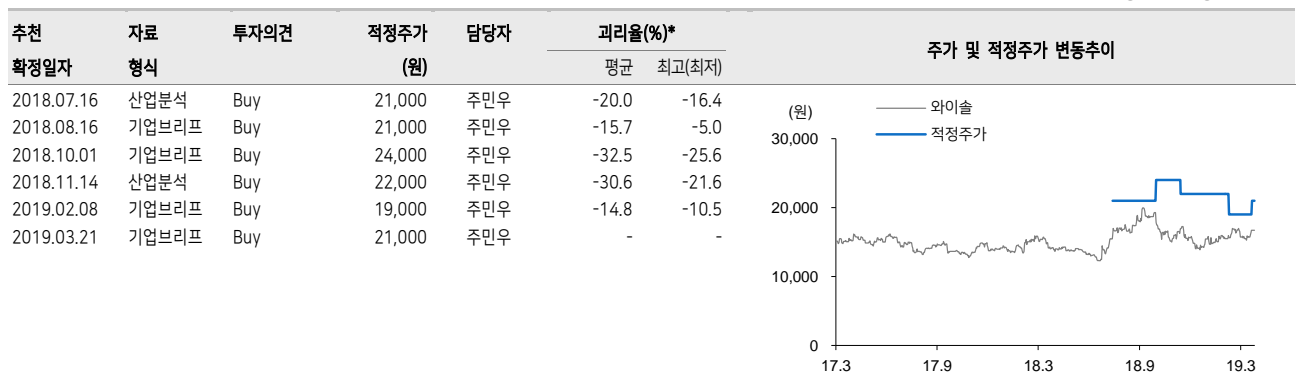 추천 자료 투자의견 적정주가 담당자 괴리율(%)* 주가 및 적정주가 변동추이
확정일자 형식 (원) 평균 최고(최저)
2018.07.16 산업분석 Buy 21,000 주민우 -20.0 -16.4
2018.08.16 기업브리프 Buy 21,000 주민우 -15.7 -5.0
2018.10.01 기업브리프 Buy 24,000 주민우 -32.5 -25.6
2018.11.14 산업분석 Buy 22,000 주민우 -30.6 -21.6
2019.02.08 기업브리프 Buy 19,000 주민우 -14.8 -10.5
2019.03.21 기업브리프 Buy 21,000 주민우 - -
(원)
와이솔
적정주가
30,000
20,000
10,000
0
17.3 17.9 18.3 18.9 19.3